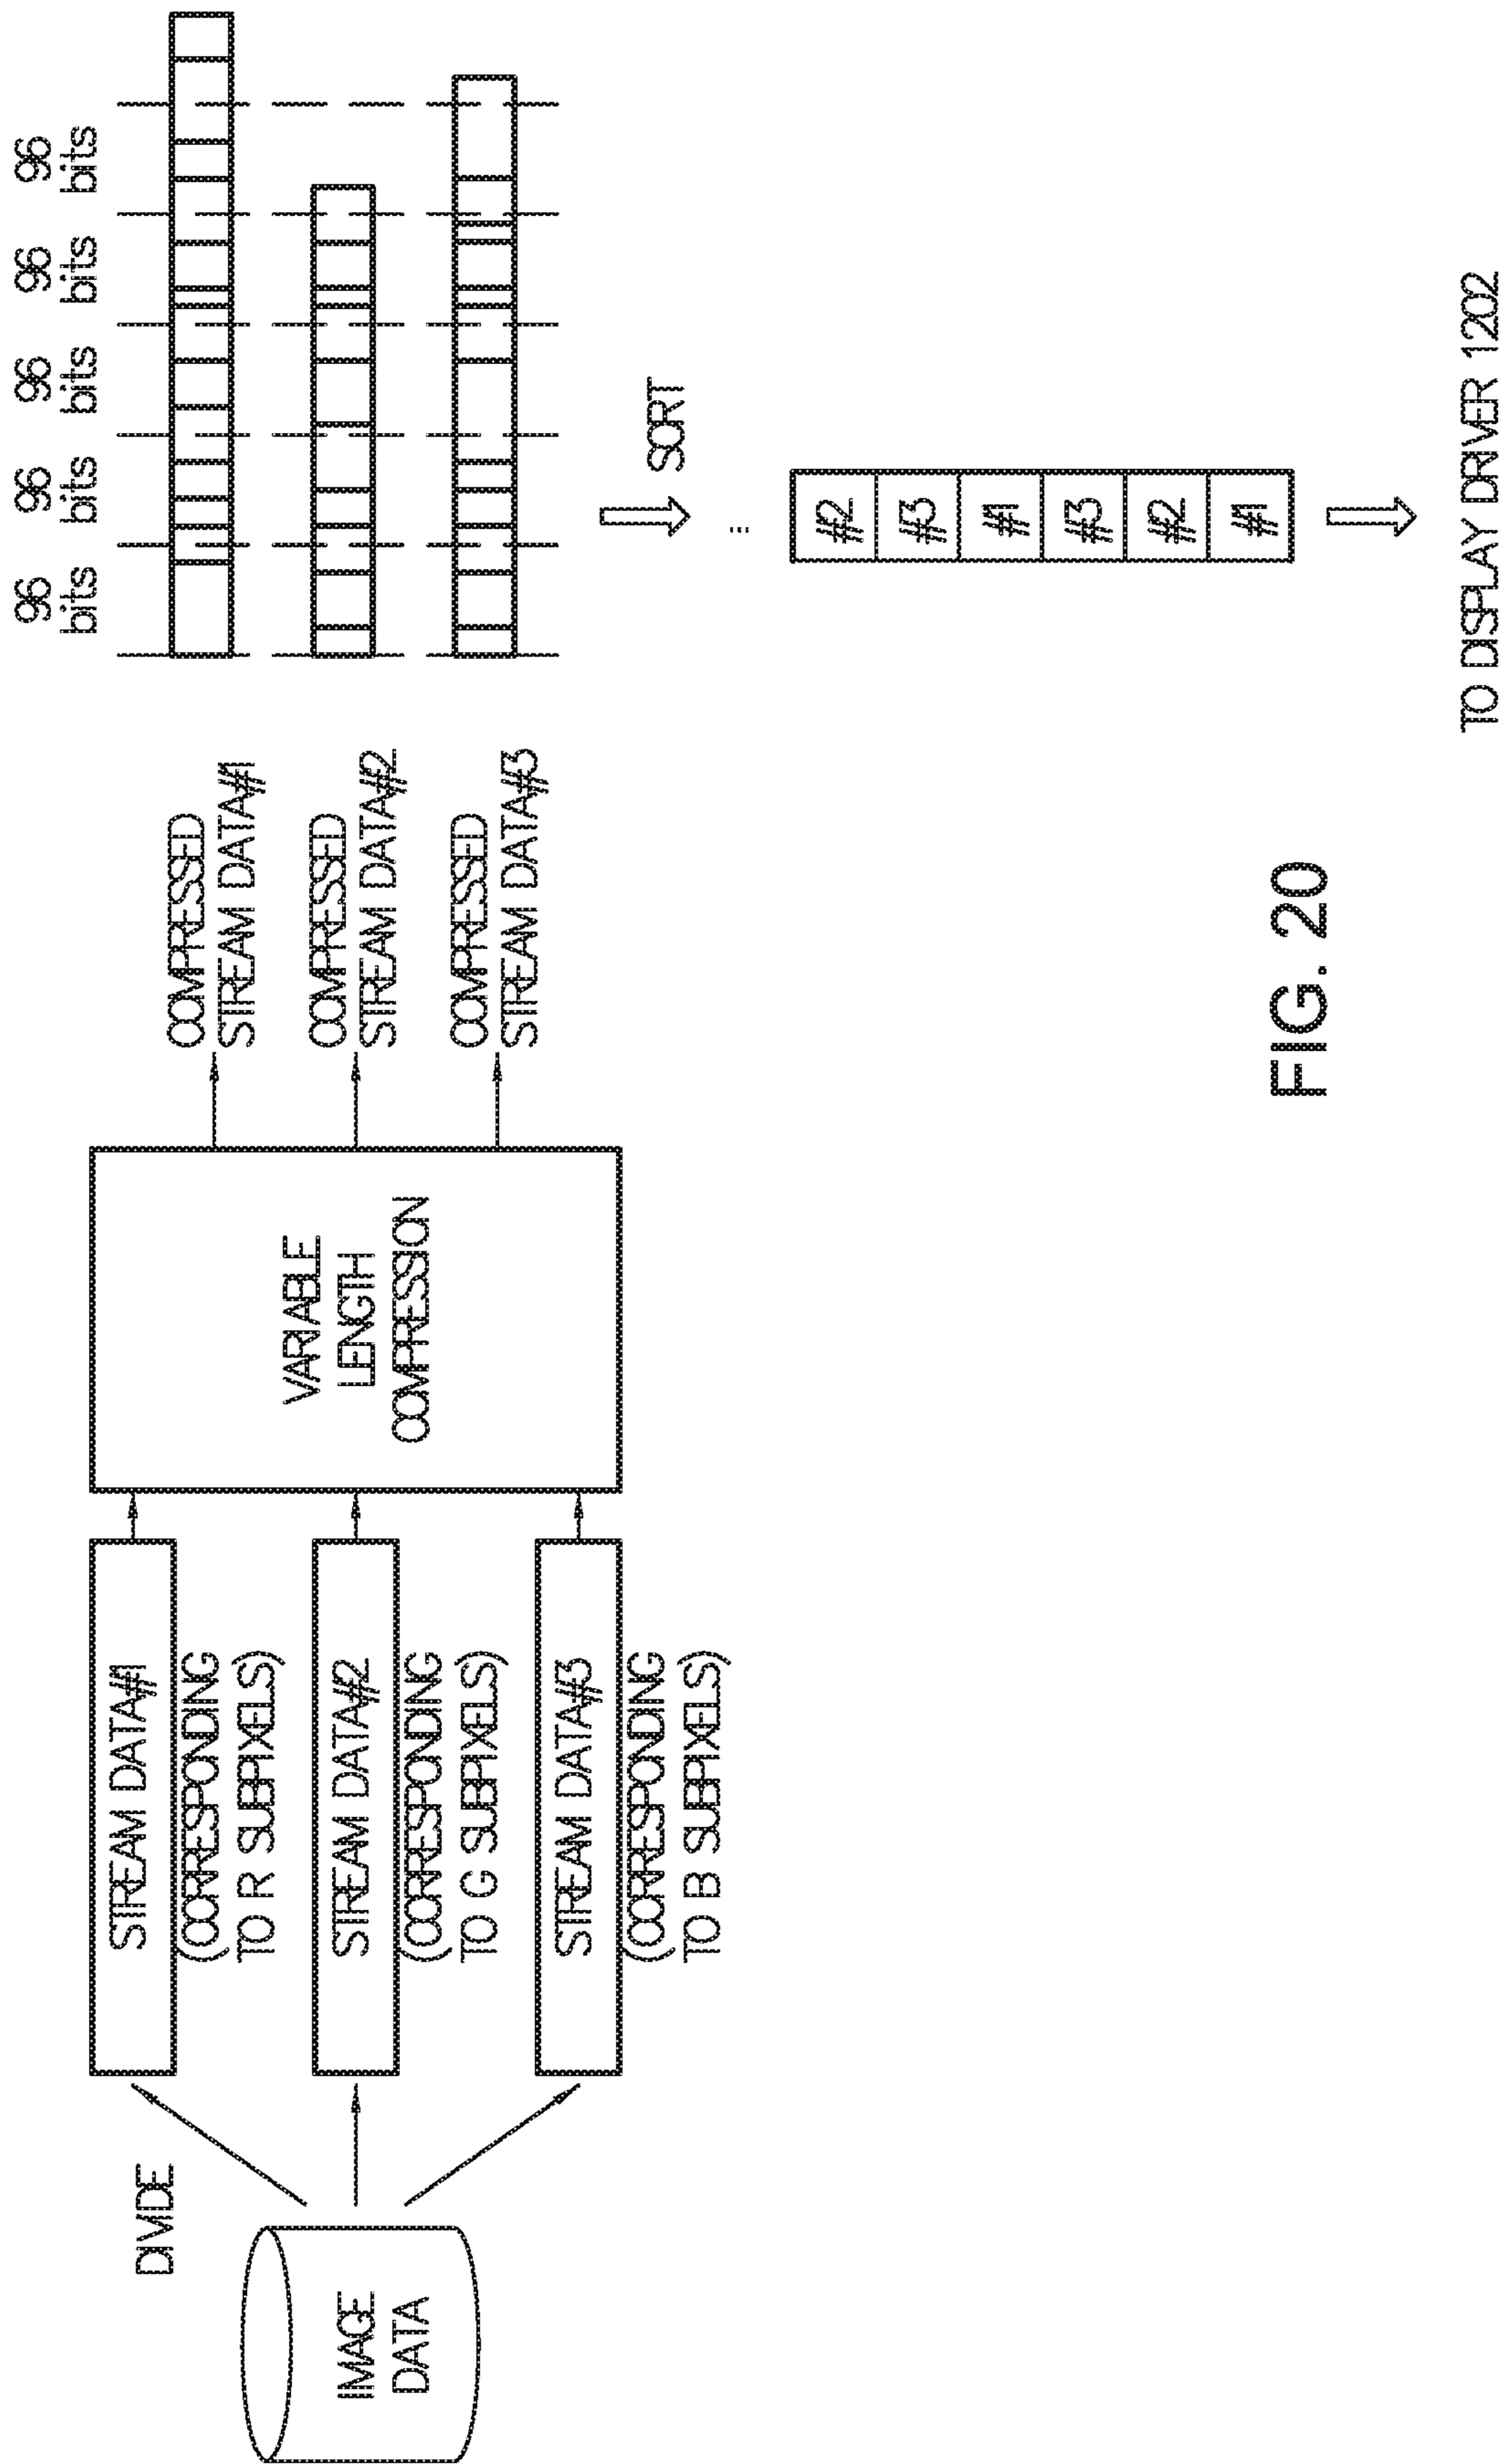 DIVIDE
IMAGE
DATA
STREAM DATA#1
(CORRESPONDING
TO R SUBPIXELS)
STREAM DATA#2
(CORRESPONDING
TO G SUBPIXELS)
STREAM DATA#3
(CORRESPONDING
TO B SUBPIXELS)
VARIABLE
LENGTH
COMPRESSION
COMPRESSED
STREAM DATA#1
COMPRESSED
STREAM DATA#2
COMPRESSED
STREAM DATA#3
96
bits
96
bits
96
bits
96
bits
96
bits
SORT
#2
#3
#1
#3
#2
#1
TO DISPLAY DRIVER 1202
FIG. 20